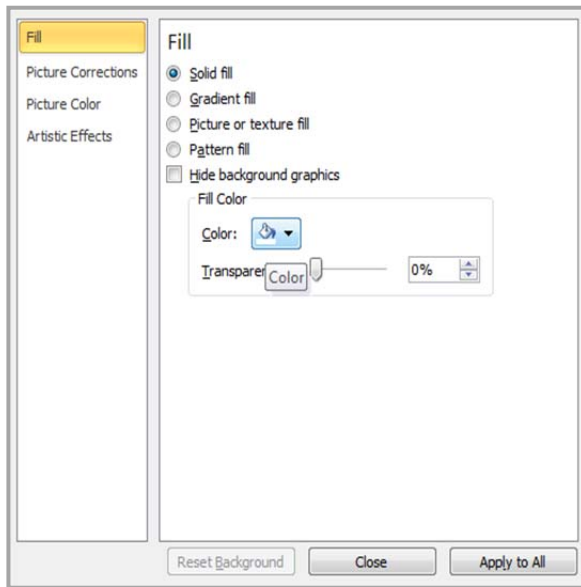 Fill
Picture Corrections
Picture Color
Artistic Effects
Fill
Solid fill
Gradient fill
Picture or texture fill
Pattern fill
Hide background graphics
Fill Color
Color:
Transparen 0%
Color
Reset Background Close Apply to All